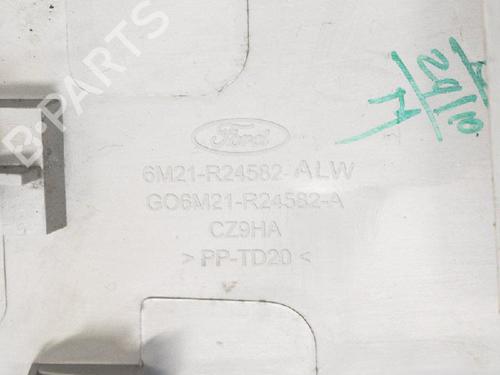 B-PARTS
Ford
6M21-R24582-ALW
GO6M21-R24582-A
CZ9HA
> PP-TD20 <